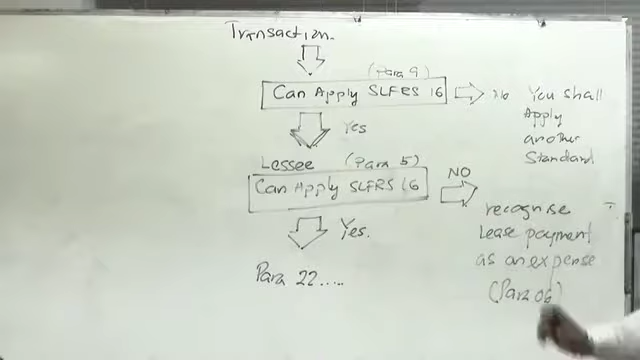 Transaction.
(Para 9)
Can Apply SLFRS 16
No You shall
Apply
another
Standard
Yes
Lessee (Para 5)
Can Apply SLFRS 16
NO
recognise
Lease payment
as an expense
(Para 06)
Yes.
Para 22.....